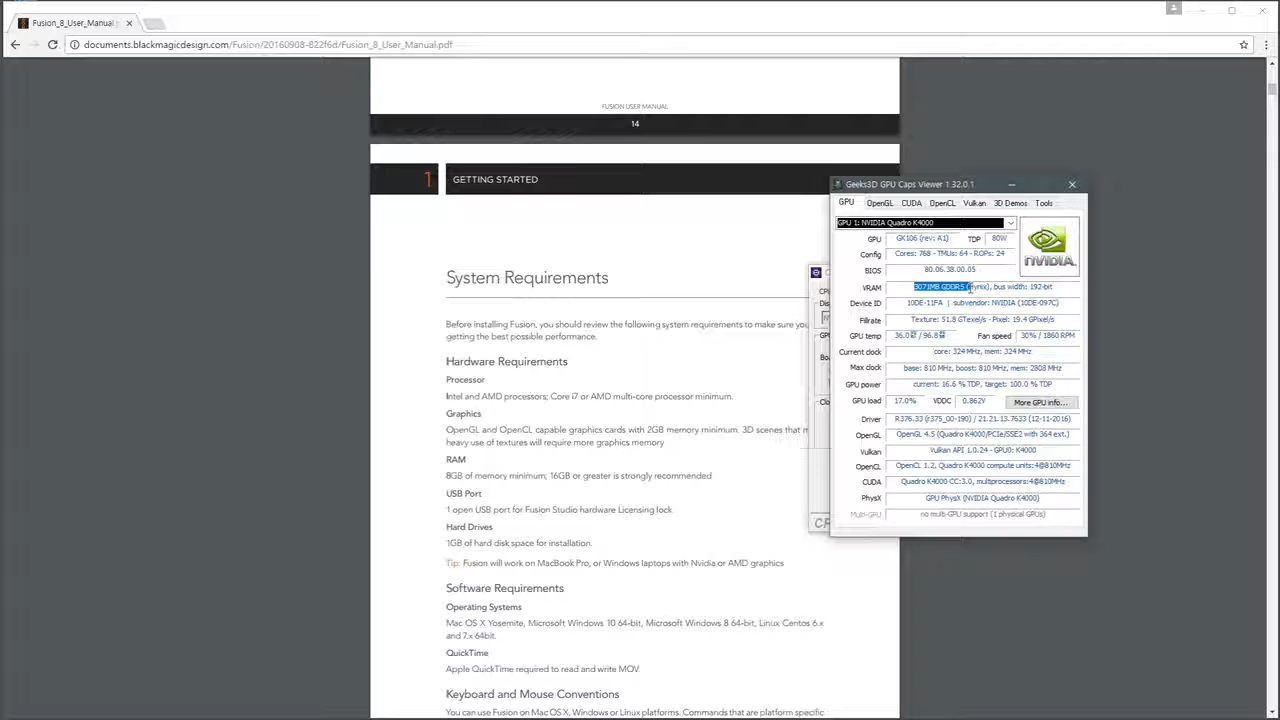 Fusion_8_User_Manual.
documents.blackmagicdesign.com/Fusion/20160908-822f6d/Fusion_8_User_Manual.pdf
FUSION USER MANUAL
14
1
GETTING STARTED
System Requirements
Before installing Fusion, you should review the following system requirements to make sure you
getting the best possible performance.
Hardware Requirements
Processor
Intel and AMD processors; Core i7 or AMD multi-core processor minimum.
Graphics
OpenGL and OpenCL capable graphics cards with 2GB memory minimum. 3D scenes that m
heavy use of textures will require more graphics memory
RAM
8GB of memory minimum; 16GB or greater is strongly recommended
USB Port
1 open USB port for Fusion Studio hardware Licensing lock
Hard Drives
1GB of hard disk space for installation.
Tip: Fusion will work on MacBook Pro, or Windows laptops with Nvidia or AMD graphics
Software Requirements
Operating Systems
Mac OS X Yosemite, Microsoft Windows 10 64-bit, Microsoft Windows 8 64-bit, Linux Centos 6.x
and 7.x 64bit.
QuickTime
Apple QuickTime required to read and write MOV.
Keyboard and Mouse Conventions
You can use Fusion on Mac OS X, Windows or Linux platforms. Commands that are platform specific
Geeks3D GPU Caps Viewer 1.32.0.1
GPU OpenGL CUDA OpenCL Vulkan 3D Demos Tools
GPU 1: NVIDIA Quadro K4000
NVIDIA.
GPU GK106 (rev: A1) TDP 80W
Config Cores: 768 - TMUs: 64 - ROPs: 24
BIOS 80.06.38.00.05
VRAM 3071MB GDDR5 (Hynix), bus width: 192-bit
Device ID 10DE-11FA | subvendor: NVIDIA (10DE-097C)
Fillrate Texture: 51.8 GTexel/s - Pixel: 19.4 GPixel/s
GPU temp 36.0 / 96.8 Fan speed 30% / 1860 RPM
Current clock core: 324 MHz, mem: 324 MHz
Max clock base: 810 MHz, boost: 810 MHz, mem: 2808 MHz
GPU power current: 16.6 % TDP, target: 100.0 % TDP
GPU load 17.0% VDDC 0.862V More GPU info...
Driver R376.33 (r375_00-190) / 21.21.13.7633 (12-11-2016)
OpenGL OpenGL 4.5 (Quadro K4000/PCIe/SSE2 with 364 ext.)
Vulkan Vulkan API 1.0.24 - GPU0: K4000
OpenCL OpenCL 1.2, Quadro K4000 compute units:4@810MHz
CUDA Quadro K4000 CC:3.0, multiprocessors:4@810MHz
PhysX GPU PhysX (NVIDIA Quadro K4000)
Multi-GPU no multi-GPU support (1 physical GPUs)